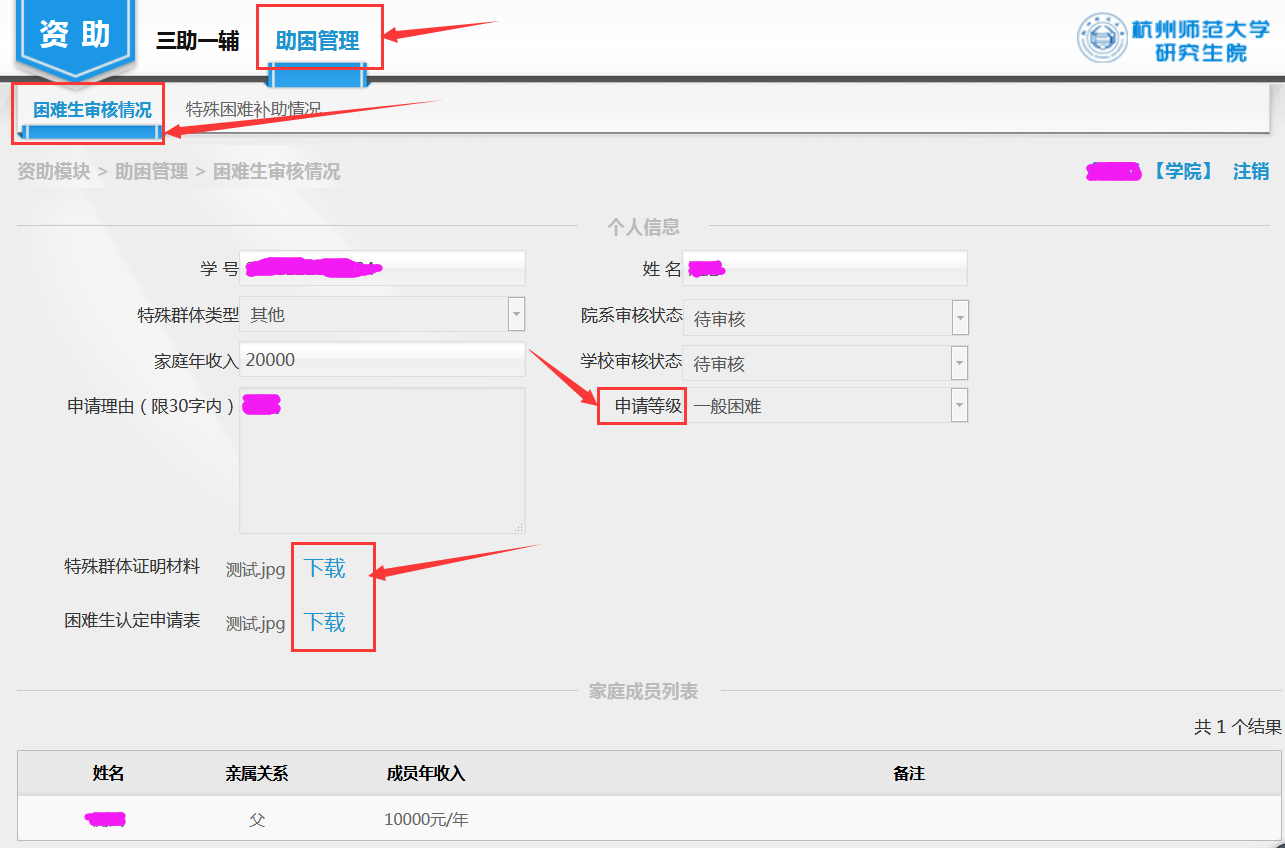 资 助
三助一辅
助困管理
杭州师范大学
研究生院
困难生审核情况
特殊困难补助情况
资助模块 > 助困管理 > 困难生审核情况
【学院】 注销
个人信息
学 号
姓 名
特殊群体类型 其他
院系审核状态 待审核
家庭年收入 20000
学校审核状态 待审核
申请理由（限30字内）
申请等级 一般困难
特殊群体证明材料 测试.jpg 下载
困难生认定申请表 测试.jpg 下载
家庭成员列表
共 1 个结果
姓名 亲属关系 成员年收入 备注
父 10000元/年